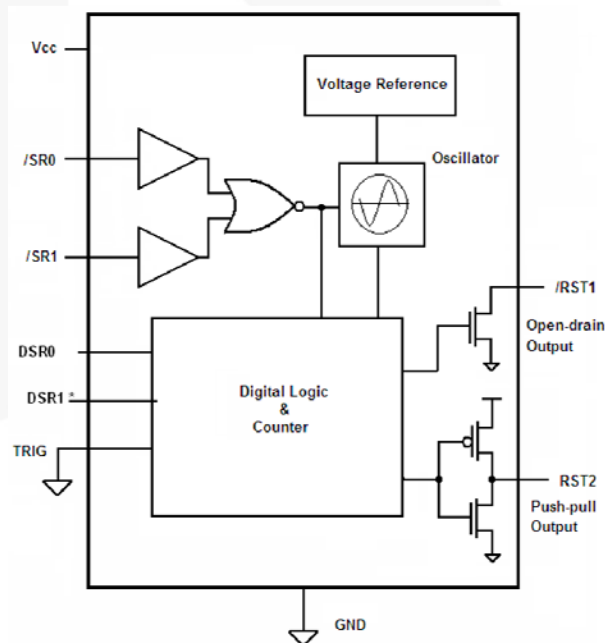 Vcc
Voltage Reference
/SR0
Oscillator
/SR1
/RST1
Open-drain
Output
DSR0
Digital Logic
&
Counter
DSR1 *
TRIG
RST2
Push-pull
Output
GND